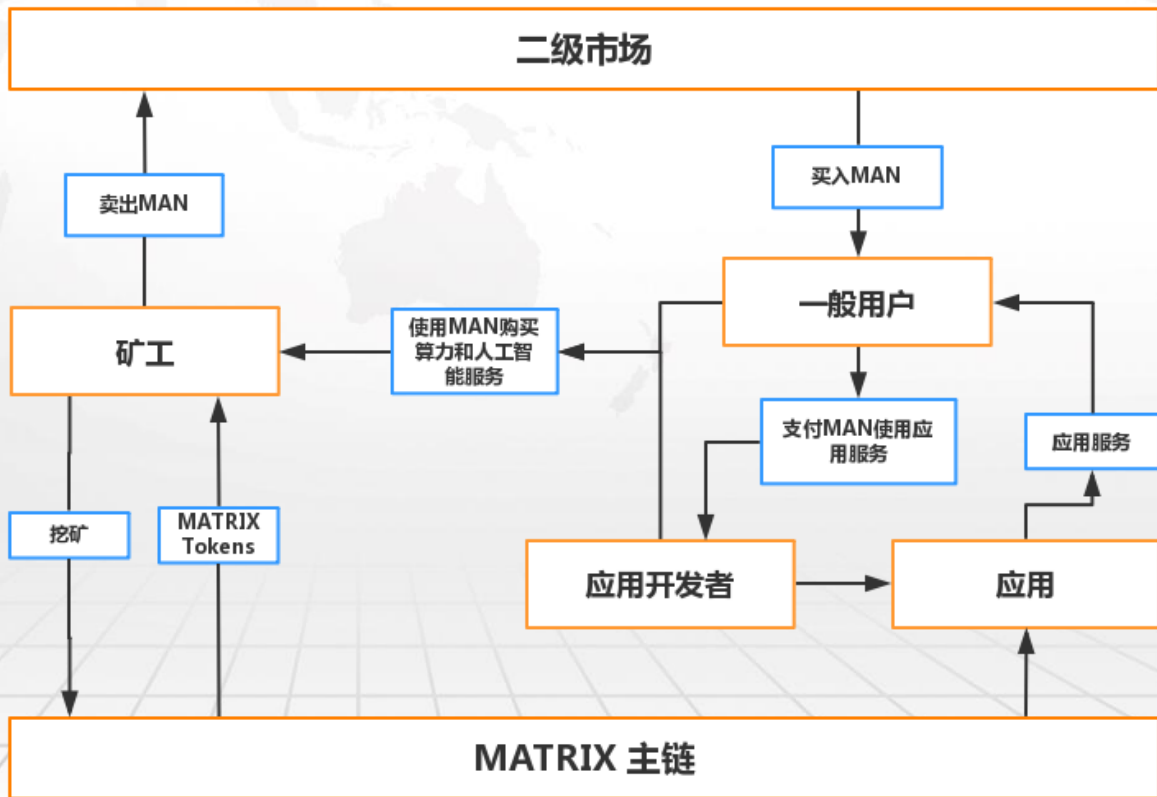 二级市场
卖出MAN
买入MAN
一般用户
矿工
使用MAN购买
算力和人工智
能服务
支付MAN使用应
用服务
应用服务
挖矿
MATRIX
Tokens
应用开发者
应用
MATRIX 主链